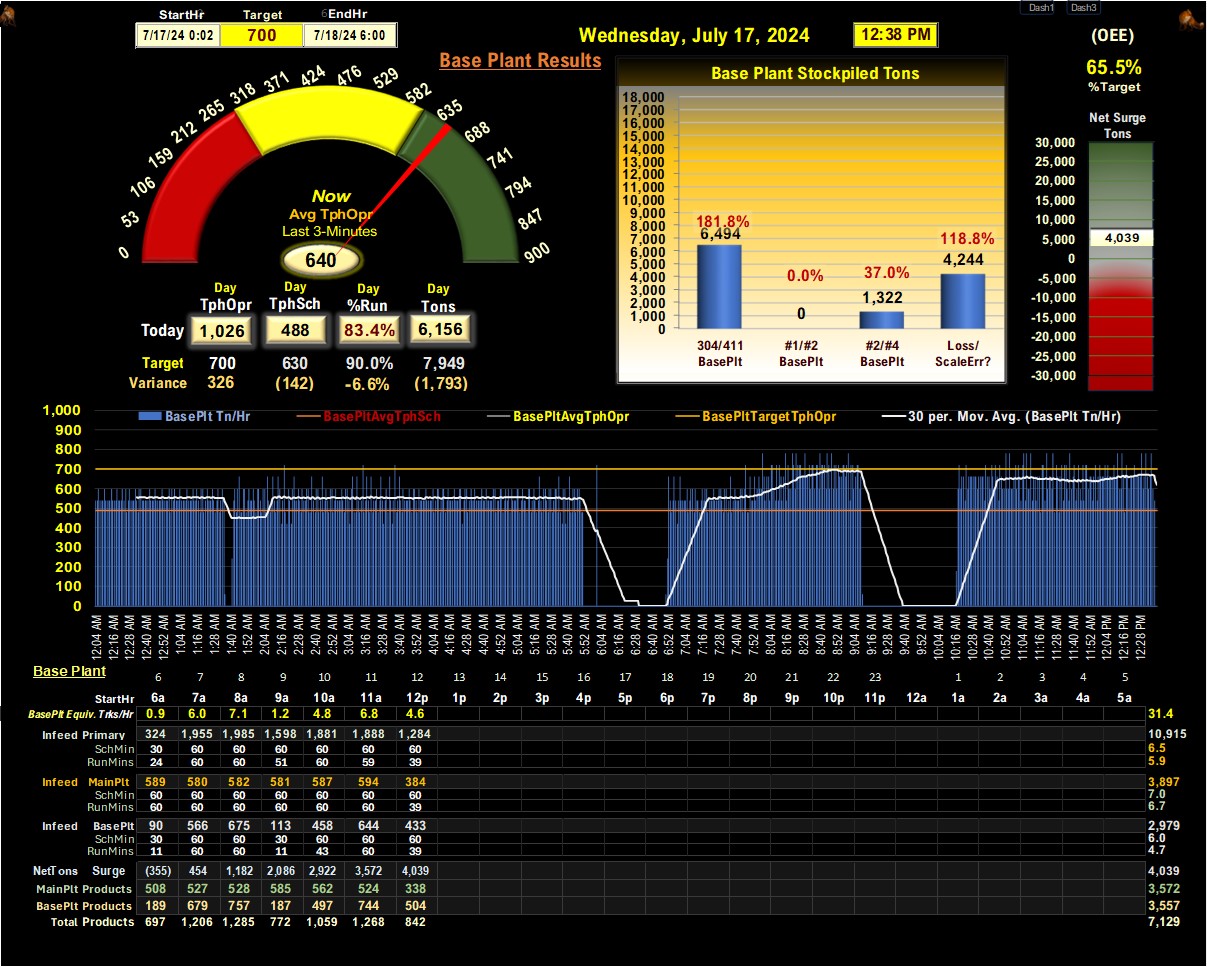 Dash1 Dash3
StartHr Target 6EndHr
7/17/24 0:02 700 7/18/24 6:00
Wednesday, July 17, 2024 12:38 PM
(OEE)
65.5%
%Target
Base Plant Results
0 53 106 159 212 265 318 371 424 476 529 582 635 688 741 794 847 900
Now
Avg TphOpr
Last 3-Minutes
640
Day Day Day Day
TphOpr TphSch %Run Tons
Today 1,026 488 83.4% 6,156
Target 700 630 90.0% 7,949
Variance 326 (142) -6.6% (1,793)
Base Plant Stockpiled Tons
18,000
17,000
16,000
15,000
14,000
13,000
12,000
11,000
10,000
9,000
8,000
7,000
6,000
5,000
4,000
3,000
2,000
1,000
0
181.8% 0.0% 37.0% 118.8%
6,494 0 1,322 4,244
304/411 #1/#2 #2/#4 Loss/
BasePlt BasePlt BasePlt ScaleErr?
Net Surge
Tons
30,000
25,000
20,000
15,000
10,000
5,000
0
-5,000
-10,000
-15,000
-20,000
-25,000
-30,000
4,039
BasePlt Tn/Hr BasePltAvgTphSch BasePltAvgTphOpr BasePltTargetTphOpr 30 per. Mov. Avg. (BasePlt Tn/Hr)
1,000
900
800
700
600
500
400
300
200
100
0
12:04 AM 12:16 AM 12:28 AM 12:40 AM 12:52 AM 1:04 AM 1:16 AM 1:28 AM 1:40 AM 1:52 AM 2:04 AM 2:16 AM 2:28 AM 2:40 AM 2:52 AM 3:04 AM 3:16 AM 3:28 AM 3:40 AM 3:52 AM 4:04 AM 4:16 AM 4:28 AM 4:40 AM 4:52 AM 5:04 AM 5:16 AM 5:28 AM 5:40 AM 5:52 AM 6:04 AM 6:16 AM 6:28 AM 6:40 AM 6:52 AM 7:04 AM 7:16 AM 7:28 AM 7:40 AM 7:52 AM 8:04 AM 8:16 AM 8:28 AM 8:40 AM 8:52 AM 9:04 AM 9:16 AM 9:28 AM 9:40 AM 9:52 AM 10:04 AM 10:16 AM 10:28 AM 10:40 AM 10:52 AM 11:04 AM 11:16 AM 11:28 AM 11:40 AM 11:52 AM 12:04 PM 12:16 PM 12:28 PM
Base Plant 6 7 8 9 10 11 12 13 14 15 16 17 18 19 20 21 22 23 1 2 3 4 5
StartHr 6a 7a 8a 9a 10a 11a 12p 1p 2p 3p 4p 5p 6p 7p 8p 9p 10p 11p 12a 1a 2a 3a 4a 5a
BasePlt Equiv. Trks/Hr 0.9 6.0 7.1 1.2 4.8 6.8 4.6 31.4
Infeed Primary 324 1,955 1,985 1,598 1,881 1,888 1,284 10,915
SchMin 30 60 60 60 60 60 60 6.5
RunMins 24 60 60 51 60 59 39 5.9
Infeed MainPlt 589 580 582 581 587 594 384 3,897
SchMin 60 60 60 60 60 60 60 7.0
RunMins 60 60 60 60 60 60 39 6.7
Infeed BasePlt 90 566 675 113 458 644 433 2,979
SchMin 30 60 60 30 60 60 60 6.0
RunMins 11 60 60 11 43 60 39 4.7
NetTons Surge (355) 454 1,182 2,086 2,922 3,572 4,039 4,039
MainPlt Products 508 527 528 585 562 524 338 3,572
BasePlt Products 189 679 757 187 497 744 504 3,557
Total Products 697 1,206 1,285 772 1,059 1,268 842 7,129